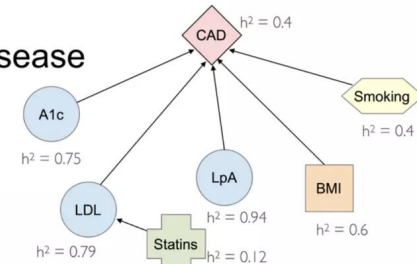 CAD
h² = 0.4
sease
A1c
Smoking
h² = 0.4
h² = 0.75
LpA
BMI
LDL
h² = 0.94
h² = 0.6
Statins
h² = 0.79
h² = 0.12